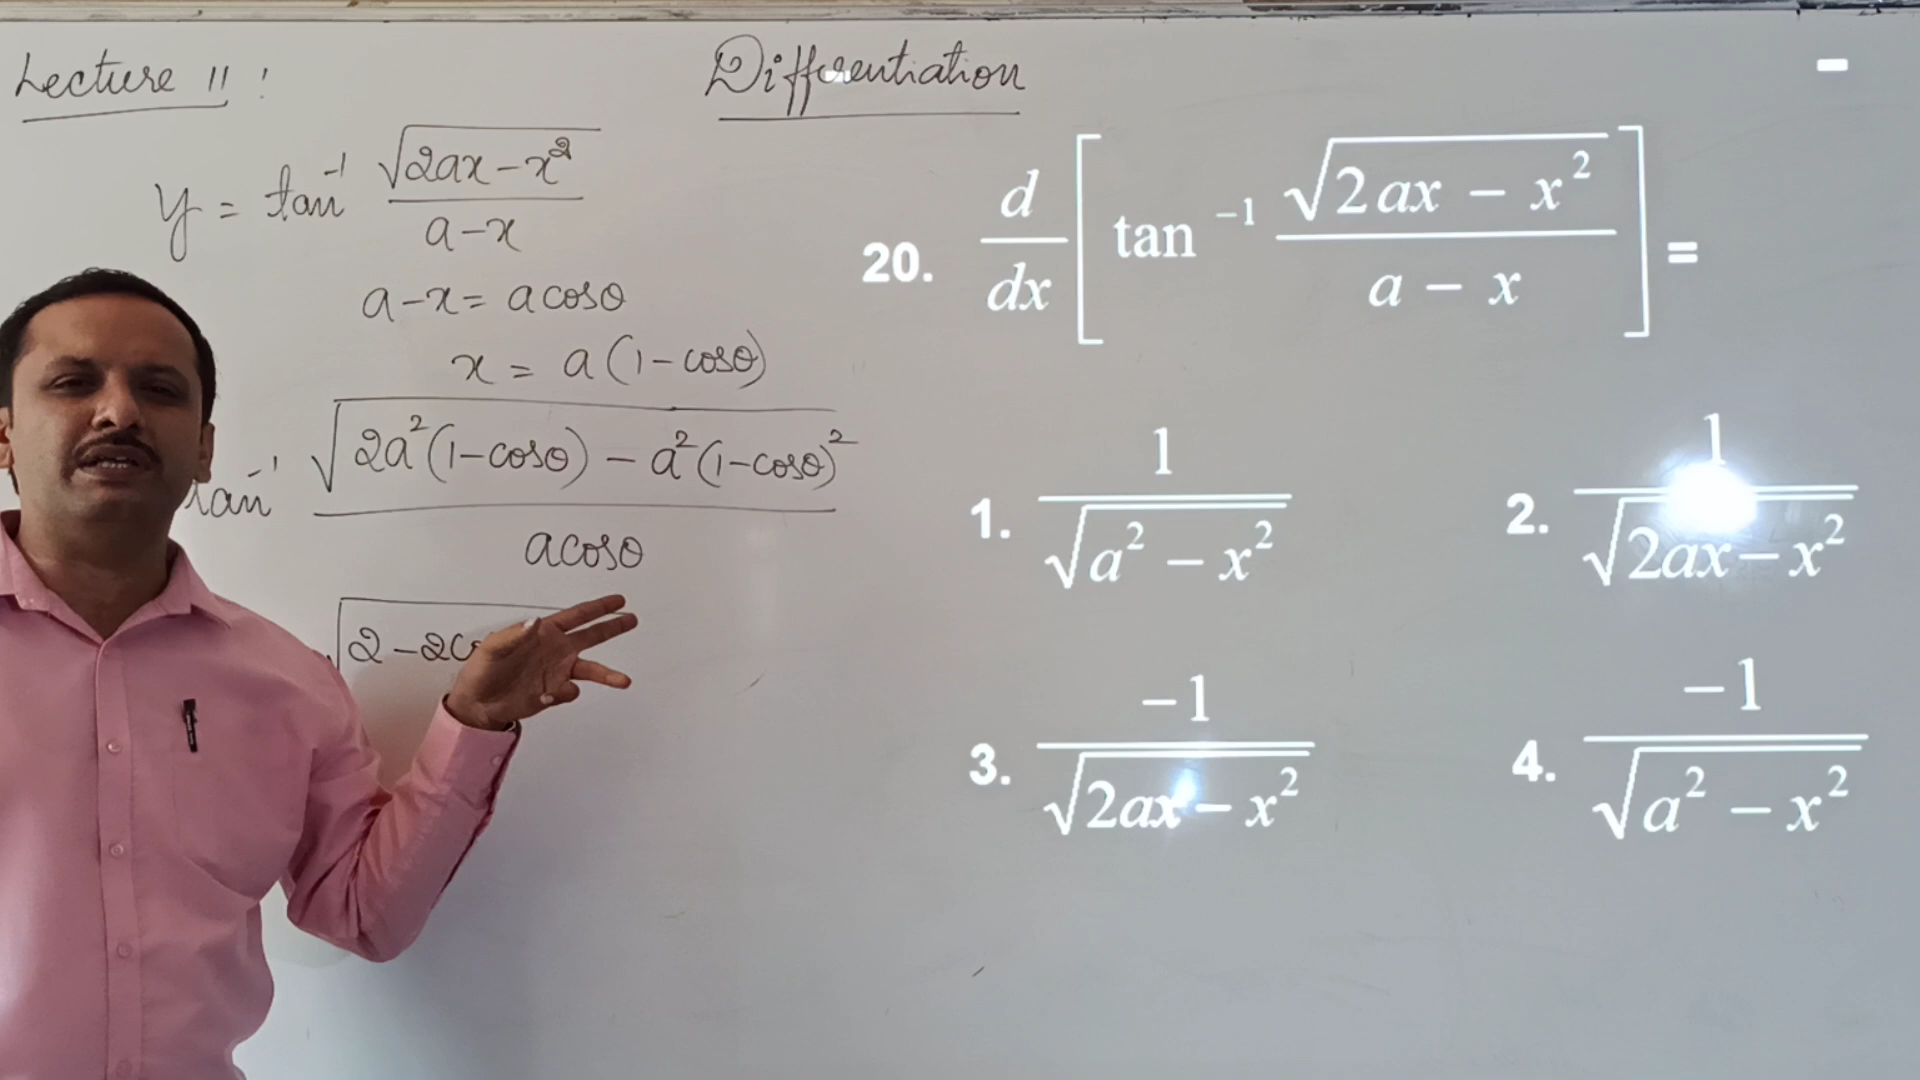 Lecture 11 :
Differentiation
y = tan⁻¹ √(2ax - x²) / (a - x)
a - x = a cosθ
x = a (1 - cosθ)
tan⁻¹ √(2a²(1-cosθ) - a²(1-cosθ)²) / (a cosθ)
√2 - 2
20. d/dx [ tan⁻¹ √(2ax - x²) / (a - x) ] =
1. 1 / √(a² - x²)
2. 1 / √(2ax - x²)
3. -1 / √(2ax - x²)
4. -1 / √(a² - x²)